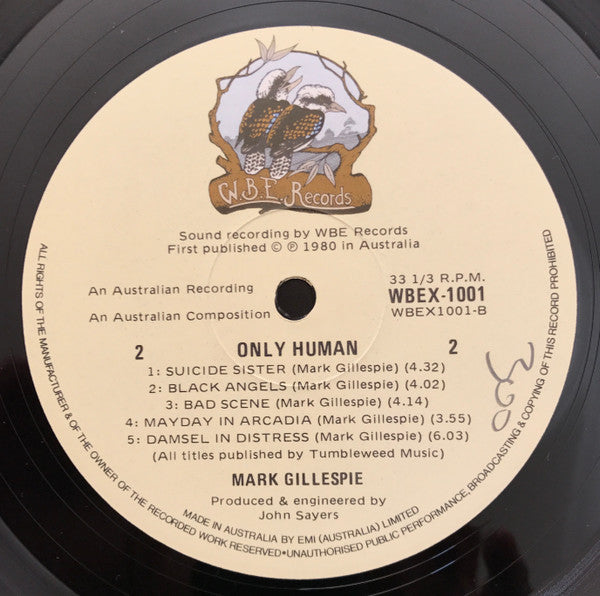 W.B.E. Records
Sound recording by WBE Records
First published © ℗ 1980 in Australia
An Australian Recording
33 1/3 R.P.M.
WBEX-1001
An Australian Composition
WBEX1001-B
2 ONLY HUMAN 2
1: SUICIDE SISTER (Mark Gillespie) (4.32)
2: BLACK ANGELS (Mark Gillespie) (4.02)
3: BAD SCENE (Mark Gillespie) (4.14)
4: MAYDAY IN ARCADIA (Mark Gillespie) (3.55)
5: DAMSEL IN DISTRESS (Mark Gillespie) (6.03)
(All titles published by Tumbleweed Music)
MARK GILLESPIE
Produced & engineered by
John Sayers
MADE IN AUSTRALIA BY EMI (AUSTRALIA) LIMITED
ALL RIGHTS OF THE MANUFACTURER & OF THE OWNER OF THE RECORDED WORK RESERVED•UNAUTHORISED PUBLIC PERFORMANCE, BROADCASTING & COPYING OF THIS RECORD PROHIBITED